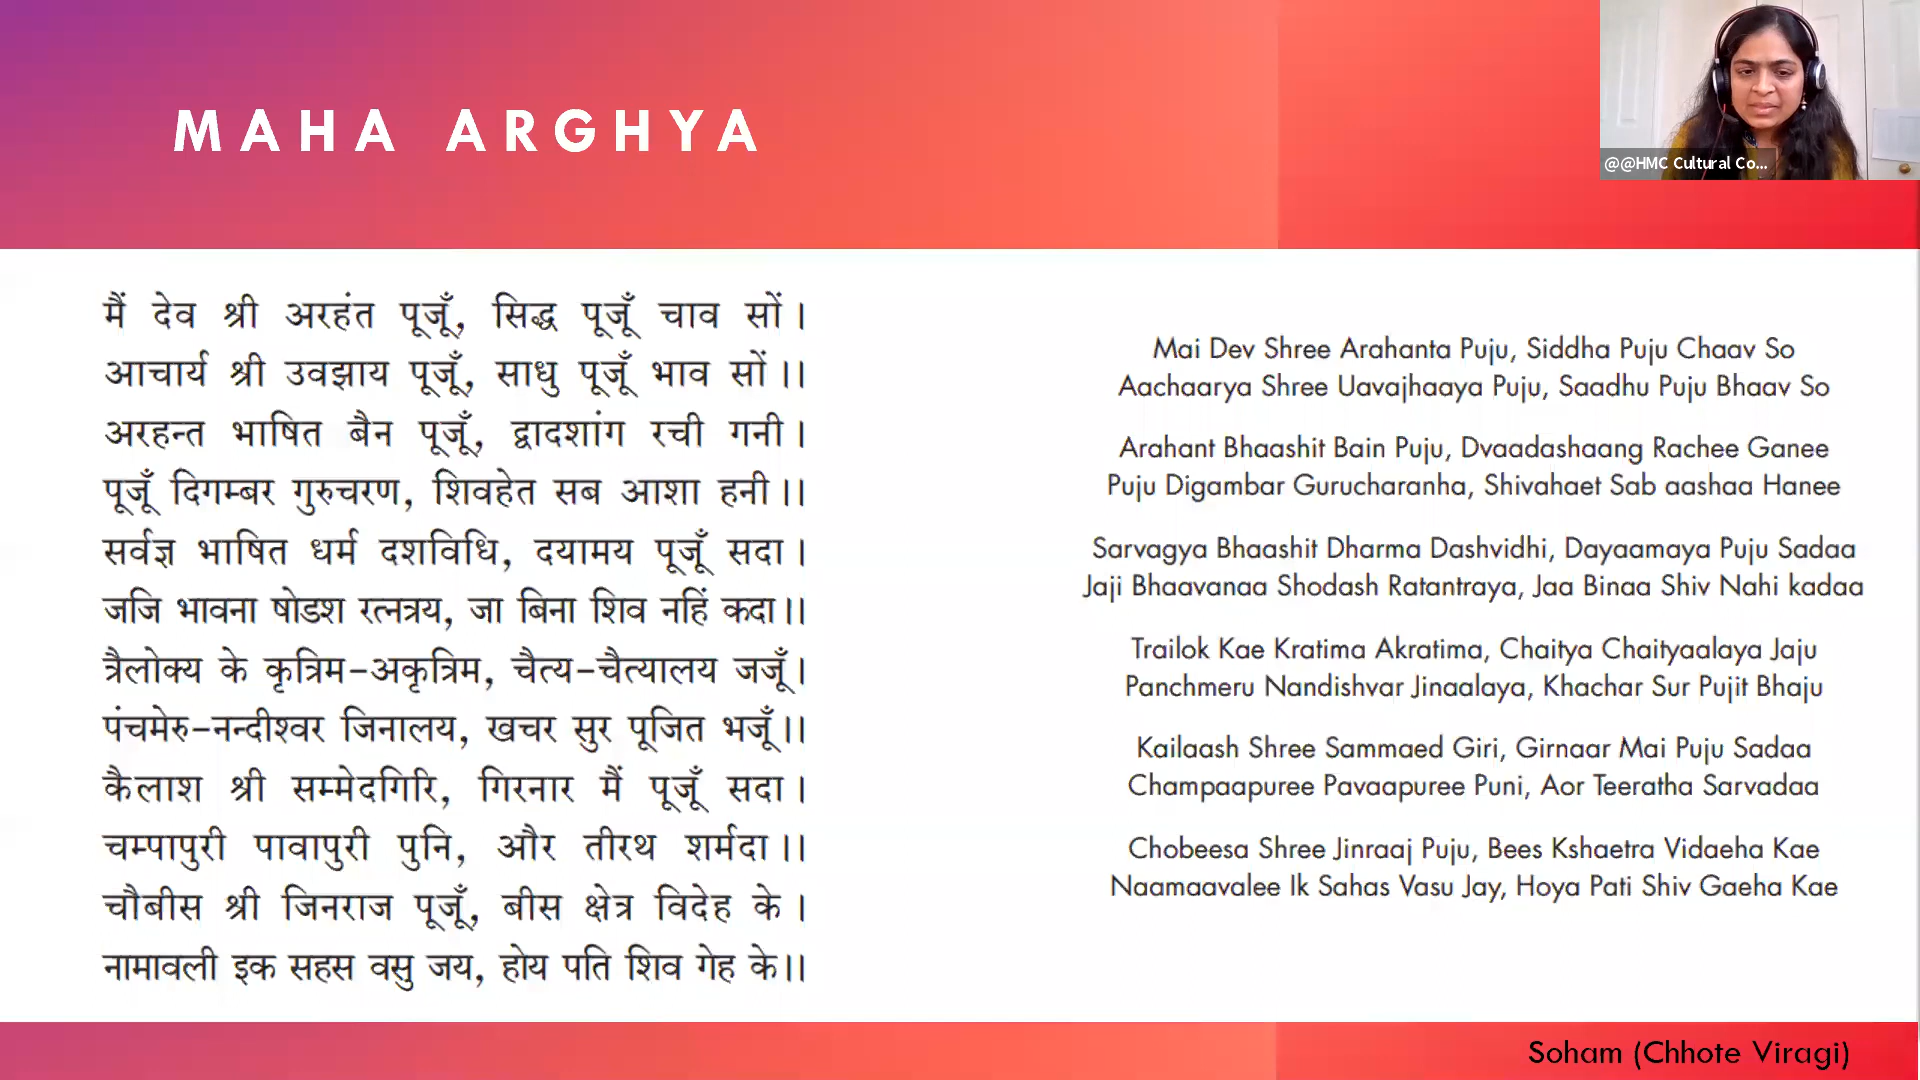 MAHA ARGHYA
@@HMC Cultural Co...
मैं देव श्री अरहंत पूजूँ, सिद्ध पूजूँ चाव सों।
आचार्य श्री उवझाय पूजूँ, साधु पूजूँ भाव सों।।
अरहन्त भाषित बैन पूजूँ, द्वादशांग रची गनी।
पूजूँ दिगम्बर गुरुचरण, शिवहेत सब आशा हनी।।
सर्वज्ञ भाषित धर्म दशविधि, दयामय पूजूँ सदा।
जजि भावना षोडश रत्नत्रय, जा बिना शिव नहिं कदा।।
त्रैलोक्य के कृत्रिम-अकृत्रिम, चैत्य-चैत्यालय जजूँ।
पंचमेरु-नन्दीश्वर जिनालय, खचर सुर पूजित भजूँ।।
कैलाश श्री सम्मेदगिरि, गिरनार मैं पूजूँ सदा।
चम्पापुरी पावापुरी पुनि, और तीरथ शर्मदा।।
चौबीस श्री जिनराज पूजूँ, बीस क्षेत्र विदेह के।
नामावली इक सहस वसु जय, होय पति शिव गेह के।।
Mai Dev Shree Arahanta Puju, Siddha Puju Chaav So
Aachaarya Shree Uavajhaaya Puju, Saadhu Puju Bhaav So
Arahant Bhaashit Bain Puju, Dvaadashaang Rachee Ganee
Puju Digambar Gurucharanha, Shivahaet Sab aashaa Hanee
Sarvagya Bhaashit Dharma Dashvidhi, Dayaamaya Puju Sadaa
Jaji Bhaavanaa Shodash Ratantraya, Jaa Binaa Shiv Nahi kadaa
Trailok Kae Kratima Akratima, Chaitya Chaityaalaya Jaju
Panchmeru Nandishvar Jinaalaya, Khachar Sur Pujit Bhaju
Kailaash Shree Sammaed Giri, Girnaar Mai Puju Sadaa
Champaapuree Pavaapuree Puni, Aor Teeratha Sarvadaa
Chobeesa Shree Jinraaj Puju, Bees Kshaetra Vidaeha Kae
Naamaavalee Ik Sahas Vasu Jay, Hoya Pati Shiv Gaeha Kae
Soham (Chhote Viragi)